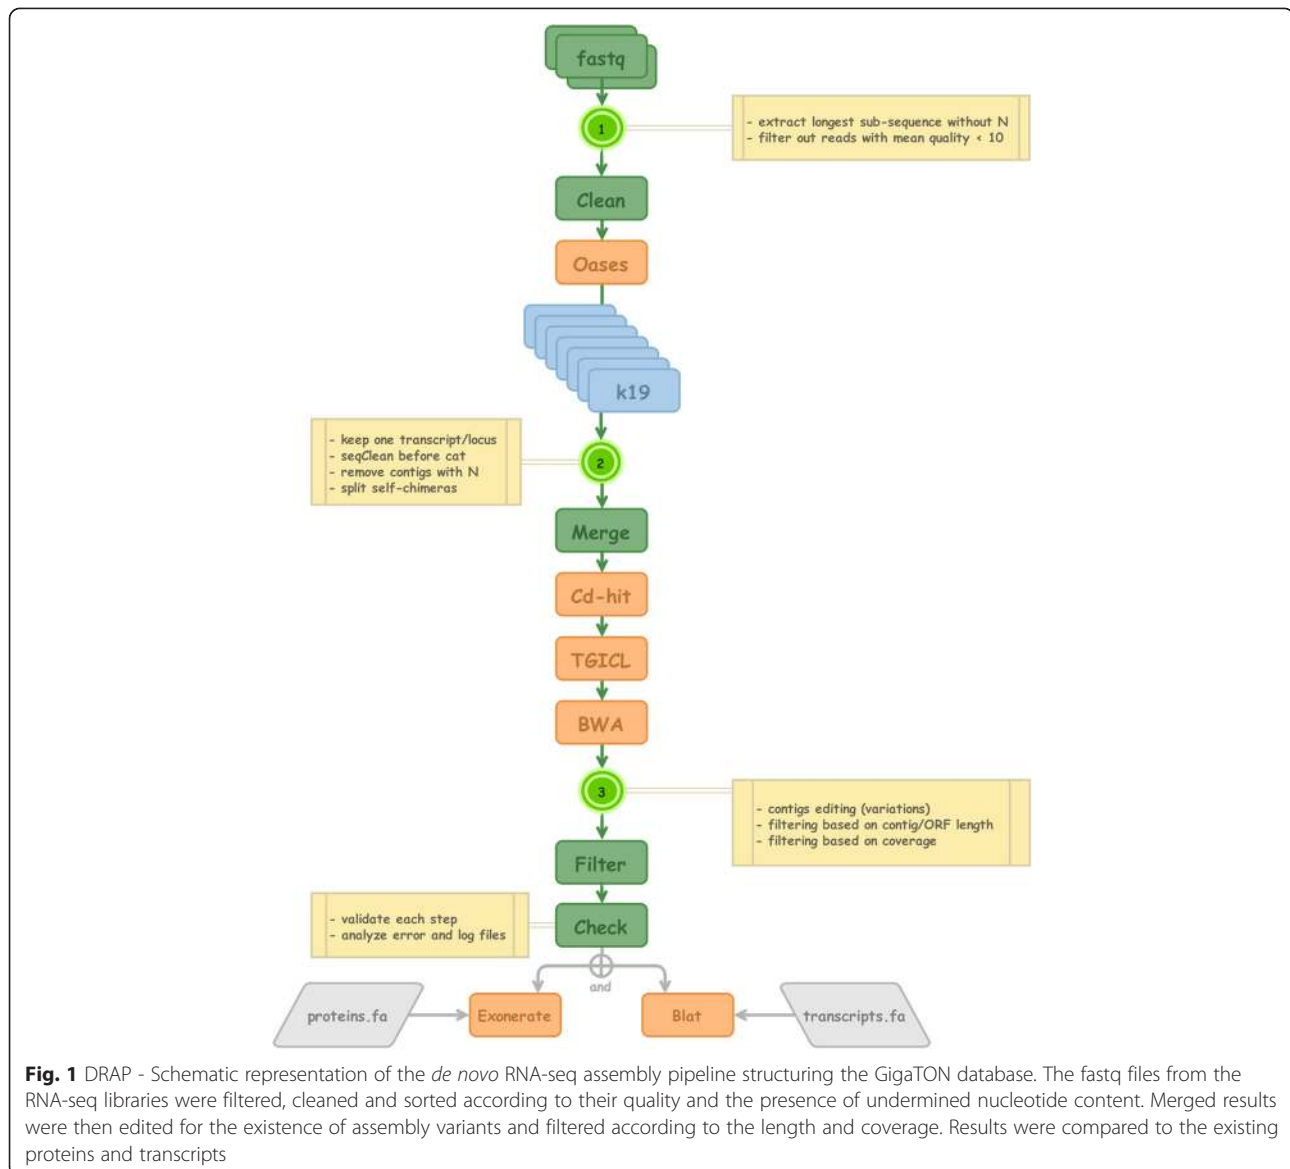 fastq
1
- extract longest sub-sequence without N
- filter out reads with mean quality < 10
Clean
Oases
k19
- keep one transcript/locus
- seqClean before cat
- remove contigs with N
- split self-chimeras
2
Merge
Cd-hit
TGICL
BWA
3
- contigs editing (variations)
- filtering based on contig/ORF length
- filtering based on coverage
Filter
- validate each step
- analyze error and log files
Check
and
proteins.fa
Exonerate
Blat
transcripts.fa
Fig. 1 DRAP - Schematic representation of the de novo RNA-seq assembly pipeline structuring the GigaTON database. The fastq files from the
RNA-seq libraries were filtered, cleaned and sorted according to their quality and the presence of undermined nucleotide content. Merged results
were then edited for the existence of assembly variants and filtered according to the length and coverage. Results were compared to the existing
proteins and transcripts